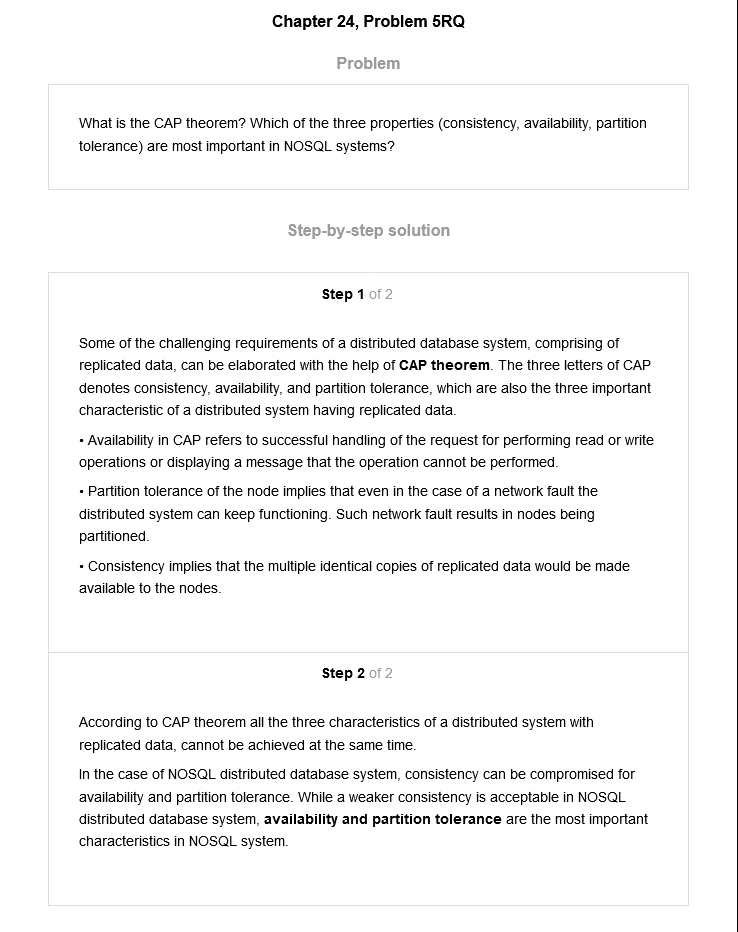 Chapter 24, Problem 5RQ
Problem
What is the CAP theorem? Which of the three properties (consistency, availability, partition
tolerance) are most important in NOSQL systems?
Step-by-step solution
Step 1 of 2
Some of the challenging requirements of a distributed database system, comprising of
replicated data, can be elaborated with the help of CAP theorem. The three letters of CAP
denotes consistency, availability, and partition tolerance, which are also the three important
characteristic of a distributed system having replicated data.
• Availability in CAP refers to successful handling of the request for performing read or write
operations or displaying a message that the operation cannot be performed.
• Partition tolerance of the node implies that even in the case of a network fault the
distributed system can keep functioning. Such network fault results in nodes being
partitioned.
• Consistency implies that the multiple identical copies of replicated data would be made
available to the nodes.
Step 2 of 2
According to CAP theorem all the three characteristics of a distributed system with
replicated data, cannot be achieved at the same time.
In the case of NOSQL distributed database system, consistency can be compromised for
availability and partition tolerance. While a weaker consistency is acceptable in NOSQL
distributed database system, availability and partition tolerance are the most important
characteristics in NOSQL system.